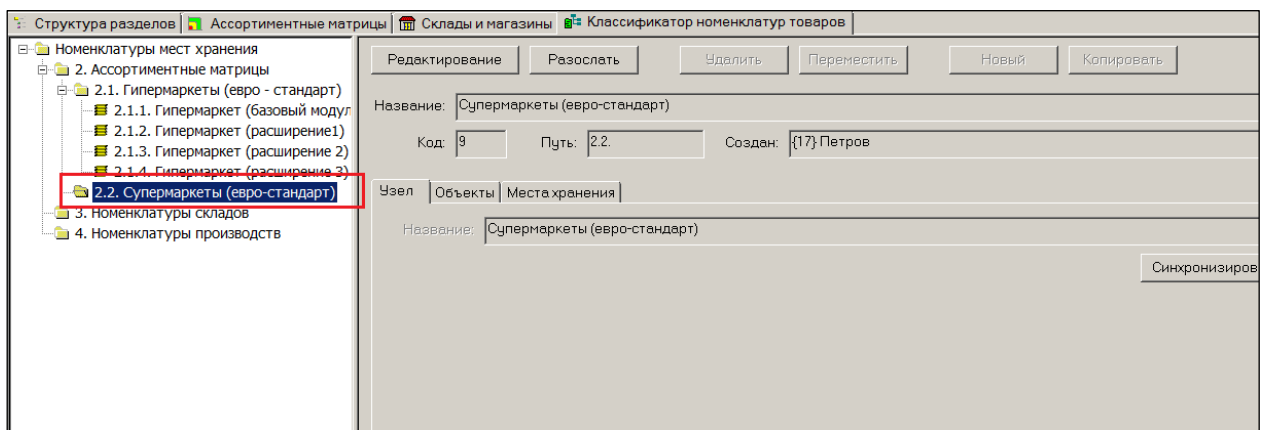 Структура разделов Ассортиментные матрицы Склады и магазины Классификатор номенклатур товаров
Номенклатуры мест хранения
2. Ассортиментные матрицы
2.1. Гипермаркеты (евро - стандарт)
2.1.1. Гипермаркет (базовый модул
2.1.2. Гипермаркет (расширение1)
2.1.3. Гипермаркет (расширение 2)
2.1.4. Гипермаркет (расширение 3)
2.2. Супермаркеты (евро-стандарт)
3. Номенклатуры складов
4. Номенклатуры производств
Редактирование Разослать Удалить Переместить Новый Копировать
Название: Супермаркеты (евро-стандарт)
Код: 9 Путь: 2.2. Создан: {17} Петров
Узел Объекты Места хранения
Название: Супермаркеты (евро-стандарт)
Синхронизиров